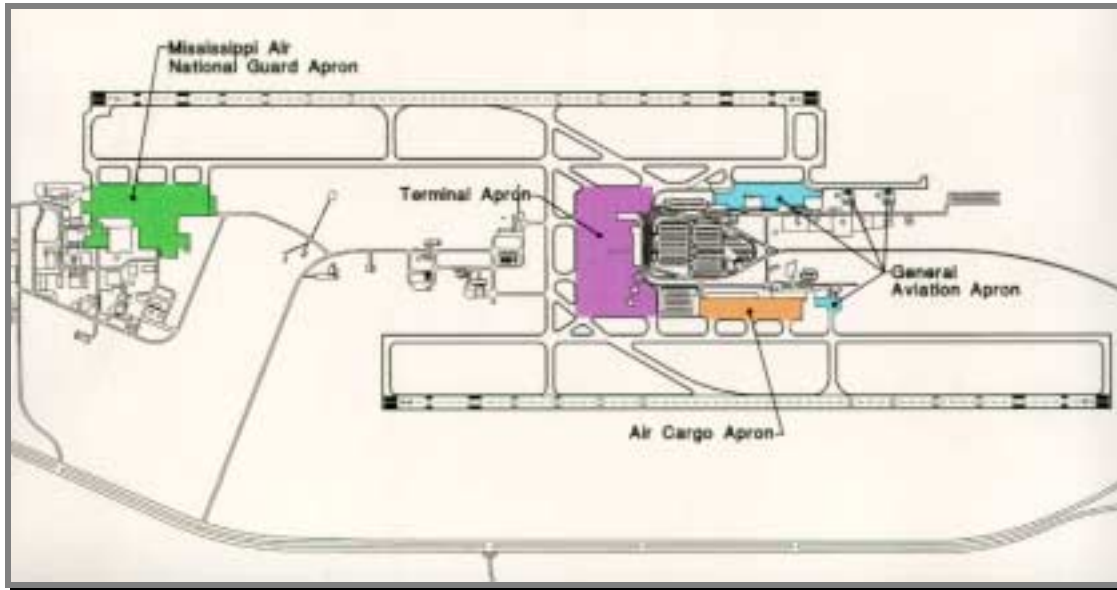 Mississippi Air
National Guard Apron
Terminal Apron
General
Aviation Apron
Air Cargo Apron